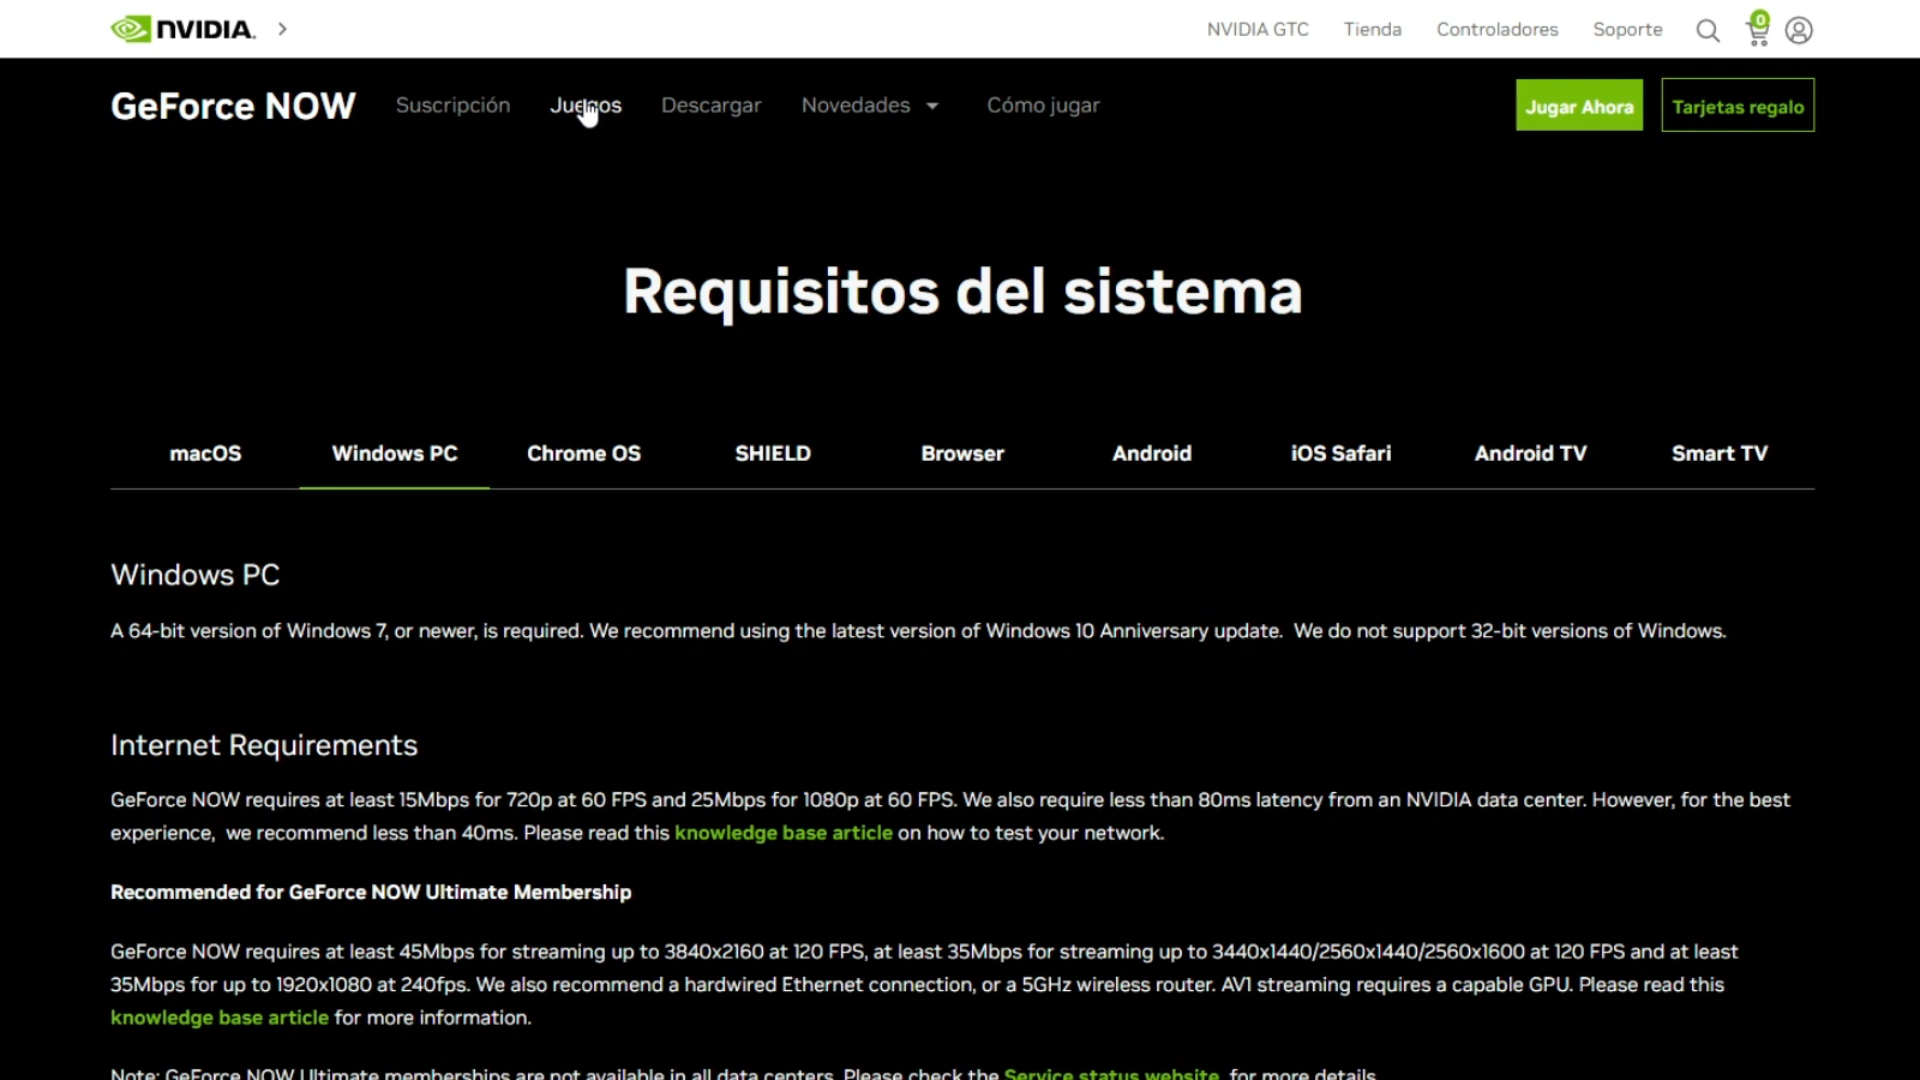 NVIDIA. NVIDIA GTC Tienda Controladores Soporte 0
GeForce NOW Suscripción Juegos Descargar Novedades Cómo jugar Jugar Ahora Tarjetas regalo
Requisitos del sistema
macOS Windows PC Chrome OS SHIELD Browser Android iOS Safari Android TV Smart TV
Windows PC
A 64-bit version of Windows 7, or newer, is required. We recommend using the latest version of Windows 10 Anniversary update. We do not support 32-bit versions of Windows.
Internet Requirements
GeForce NOW requires at least 15Mbps for 720p at 60 FPS and 25Mbps for 1080p at 60 FPS. We also require less than 80ms latency from an NVIDIA data center. However, for the best
experience, we recommend less than 40ms. Please read this knowledge base article on how to test your network.
Recommended for GeForce NOW Ultimate Membership
GeForce NOW requires at least 45Mbps for streaming up to 3840x2160 at 120 FPS, at least 35Mbps for streaming up to 3440x1440/2560x1440/2560x1600 at 120 FPS and at least
35Mbps for up to 1920x1080 at 240fps. We also recommend a hardwired Ethernet connection, or a 5GHz wireless router. AV1 streaming requires a capable GPU. Please read this
knowledge base article for more information.
Note: GeForce NOW Ultimate memberships are not available in all data centers. Please check the Service status website for more details.